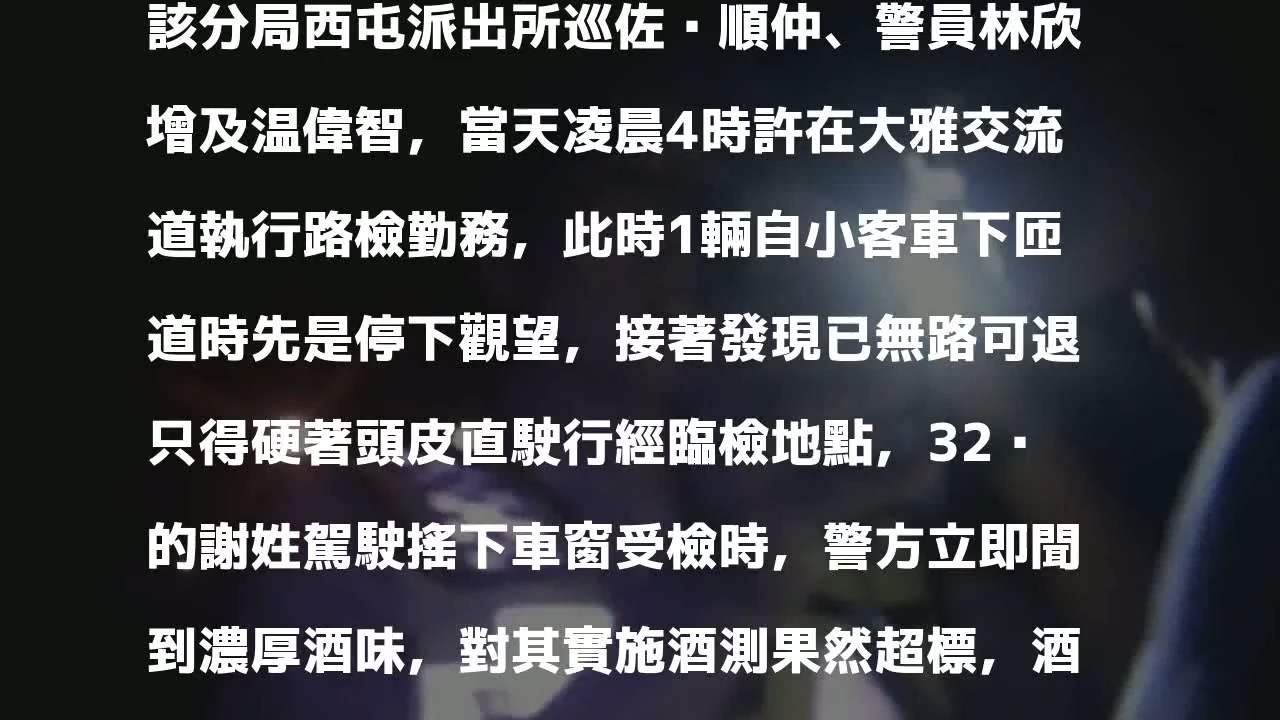 該分局西屯派出所巡佐·順仲、警員林欣
增及温偉智，當天凌晨4時許在大雅交流
道執行路檢勤務，此時1輛自小客車下匝
道時先是停下觀望，接著發現已無路可退
只得硬著頭皮直駛行經臨檢地點，32·
的謝姓駕駛搖下車窗受檢時，警方立即聞
到濃厚酒味，對其實施酒測果然超標，酒